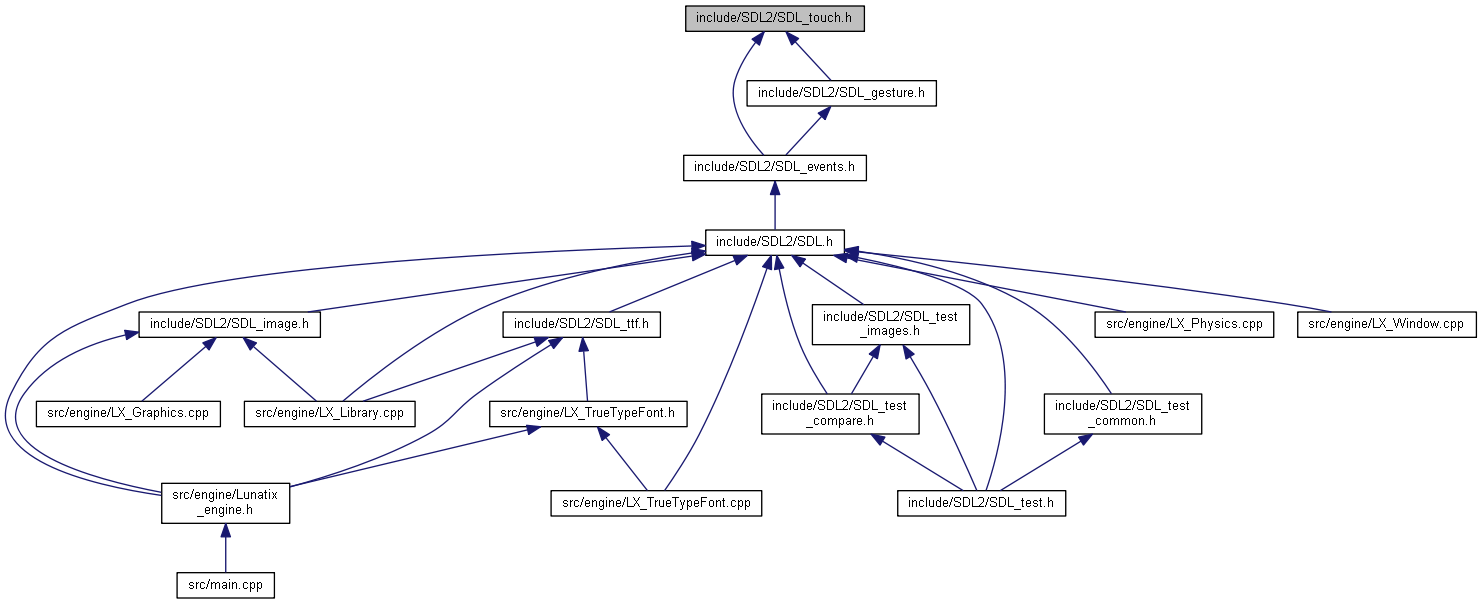 include/SDL2/SDL_touch.h
include/SDL2/SDL_gesture.h
include/SDL2/SDL_events.h
include/SDL2/SDL.h
include/SDL2/SDL_image.h
include/SDL2/SDL_ttf.h
include/SDL2/SDL_test
_images.h
src/engine/LX_Physics.cpp
src/engine/LX_Window.cpp
src/engine/LX_Graphics.cpp
src/engine/LX_Library.cpp
src/engine/LX_TrueTypeFont.h
include/SDL2/SDL_test
_compare.h
include/SDL2/SDL_test
_common.h
src/engine/Lunatix
_engine.h
src/engine/LX_TrueTypeFont.cpp
include/SDL2/SDL_test.h
src/main.cpp